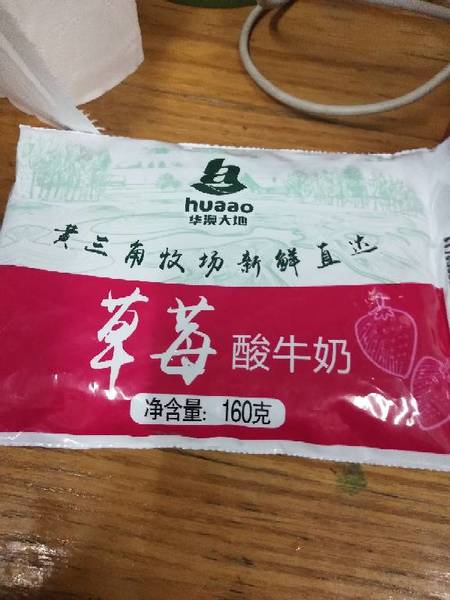 huaao
华澳大地
黄三角牧场新鲜直达
草莓酸牛奶
净含量：160克